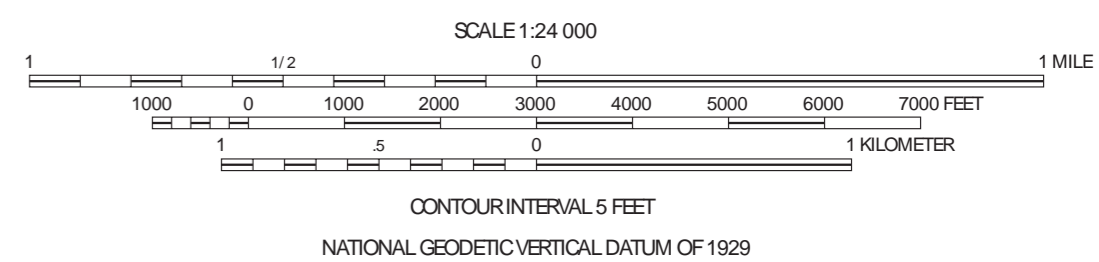 SCALE 1:24 000
1 1/2 0 1 MILE
1000 0 1000 2000 3000 4000 5000 6000 7000 FEET
1 .5 0 1 KILOMETER
CONTOUR INTERVAL 5 FEET
NATIONAL GEODETIC VERTICAL DATUM OF 1929